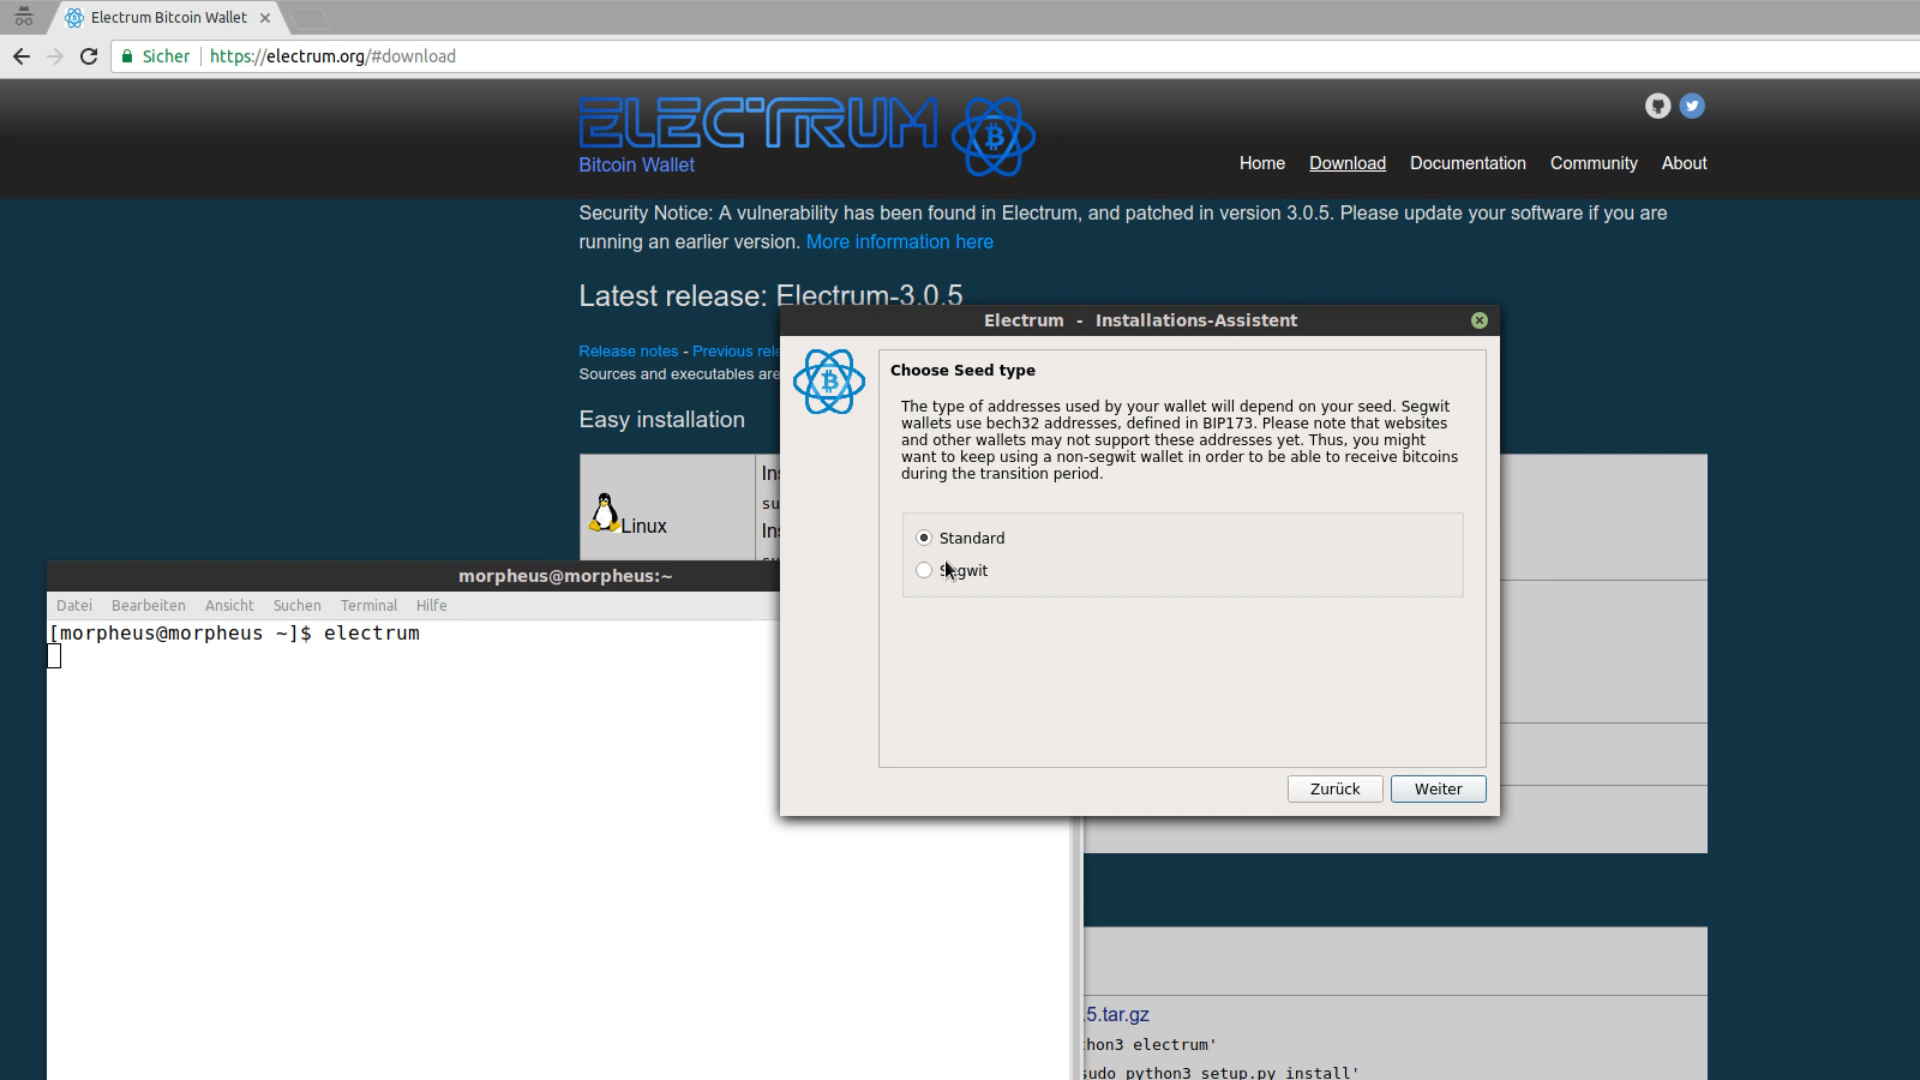 Electrum Bitcoin Wallet
Sicher https://electrum.org/#download
ELECTRUM
Bitcoin Wallet
Home Download Documentation Community About
Security Notice: A vulnerability has been found in Electrum, and patched in version 3.0.5. Please update your software if you are
running an earlier version. More information here
Latest release: Electrum-3.0.5
Release notes - Previous rele
Sources and executables are
Easy installation
Linux
Ins
su
Ins
Electrum - Installations-Assistent
Choose Seed type
The type of addresses used by your wallet will depend on your seed. Segwit
wallets use bech32 addresses, defined in BIP173. Please note that websites
and other wallets may not support these addresses yet. Thus, you might
want to keep using a non-segwit wallet in order to be able to receive bitcoins
during the transition period.
Standard
Segwit
Zurück Weiter
morpheus@morpheus:~
Datei Bearbeiten Ansicht Suchen Terminal Hilfe
[morpheus@morpheus ~]$ electrum
.5.tar.gz
thon3 electrum'
sudo python3 setup.py install'